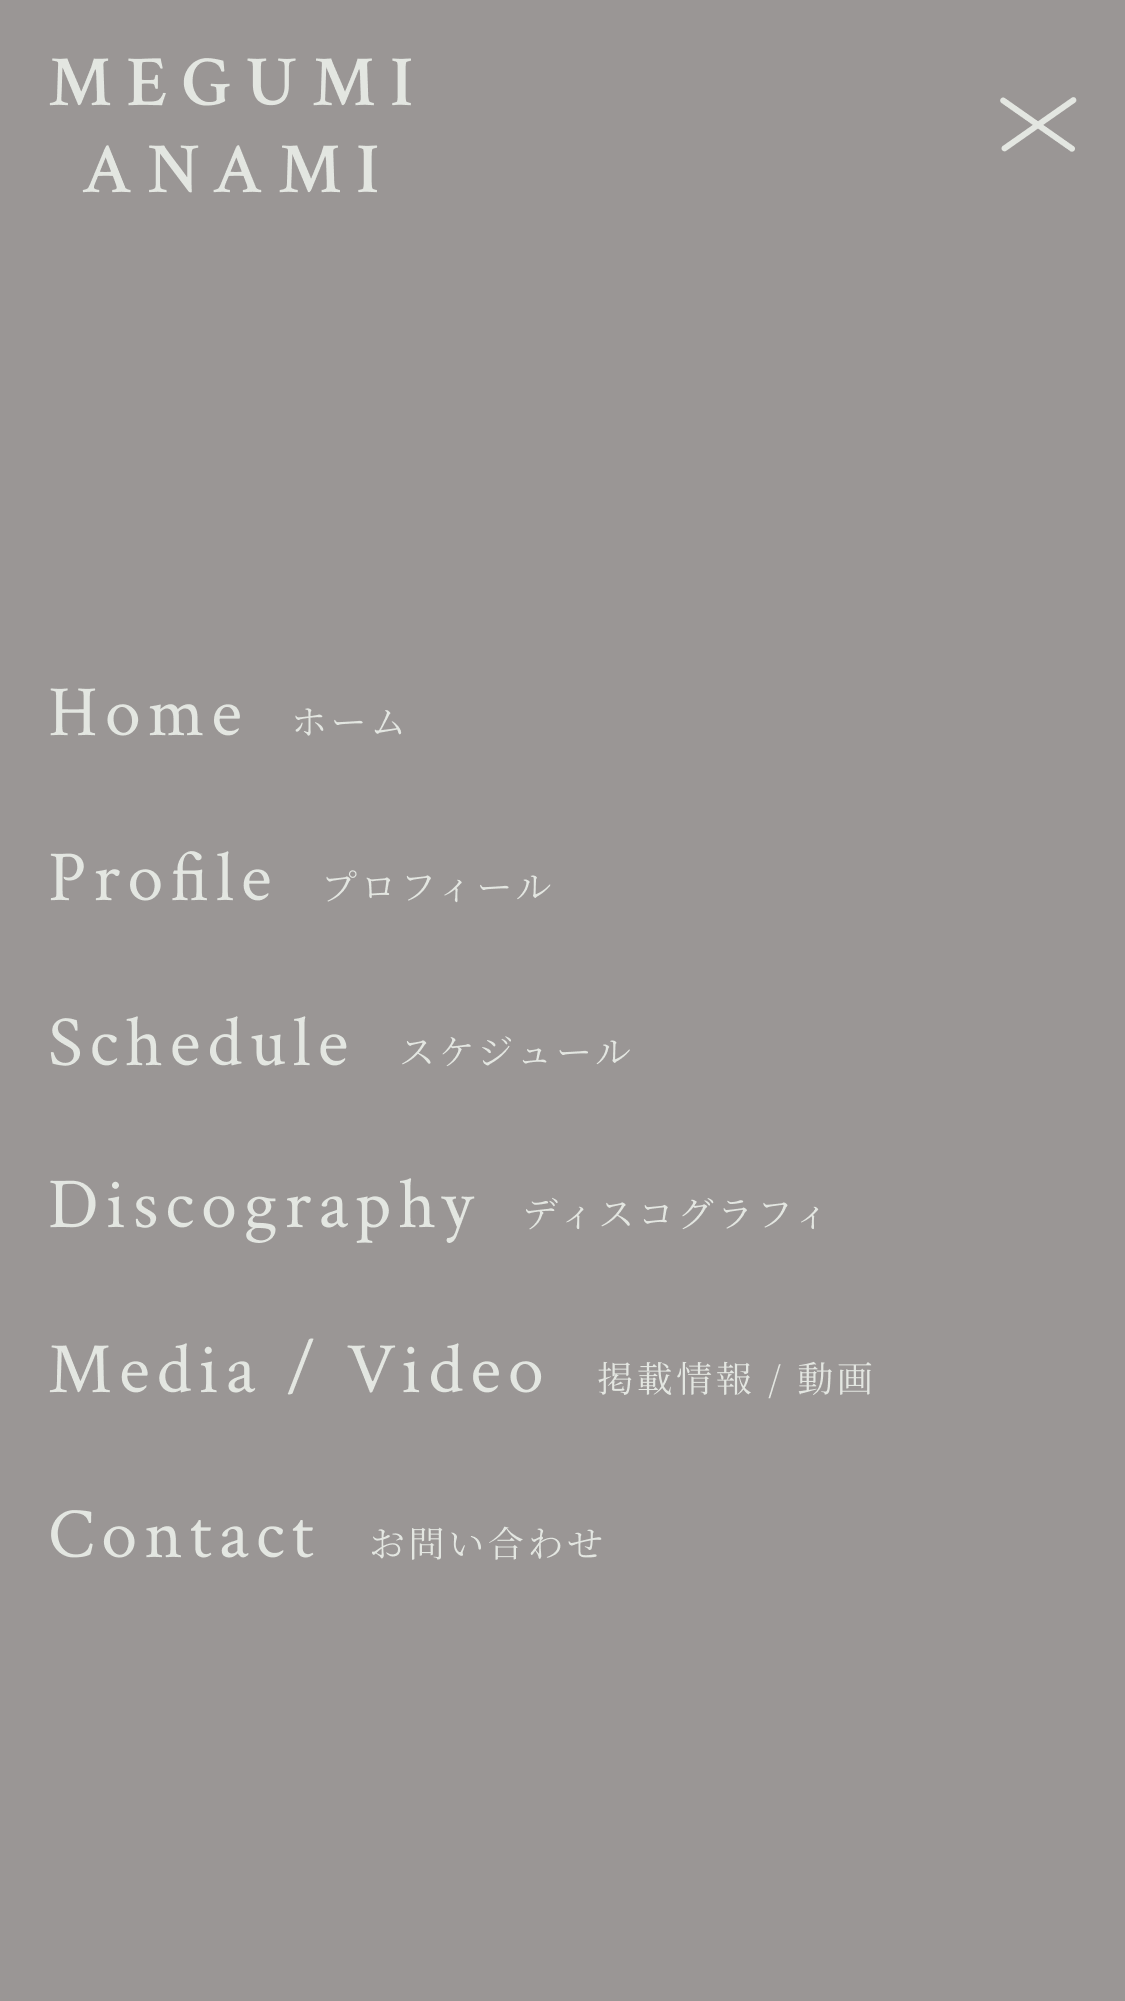 MEGUMI
ANAMI
Home ホーム
Profile プロフィール
Schedule スケジュール
Discography ディスコグラフィ
Media / Video 掲載情報 / 動画
Contact お問い合わせ